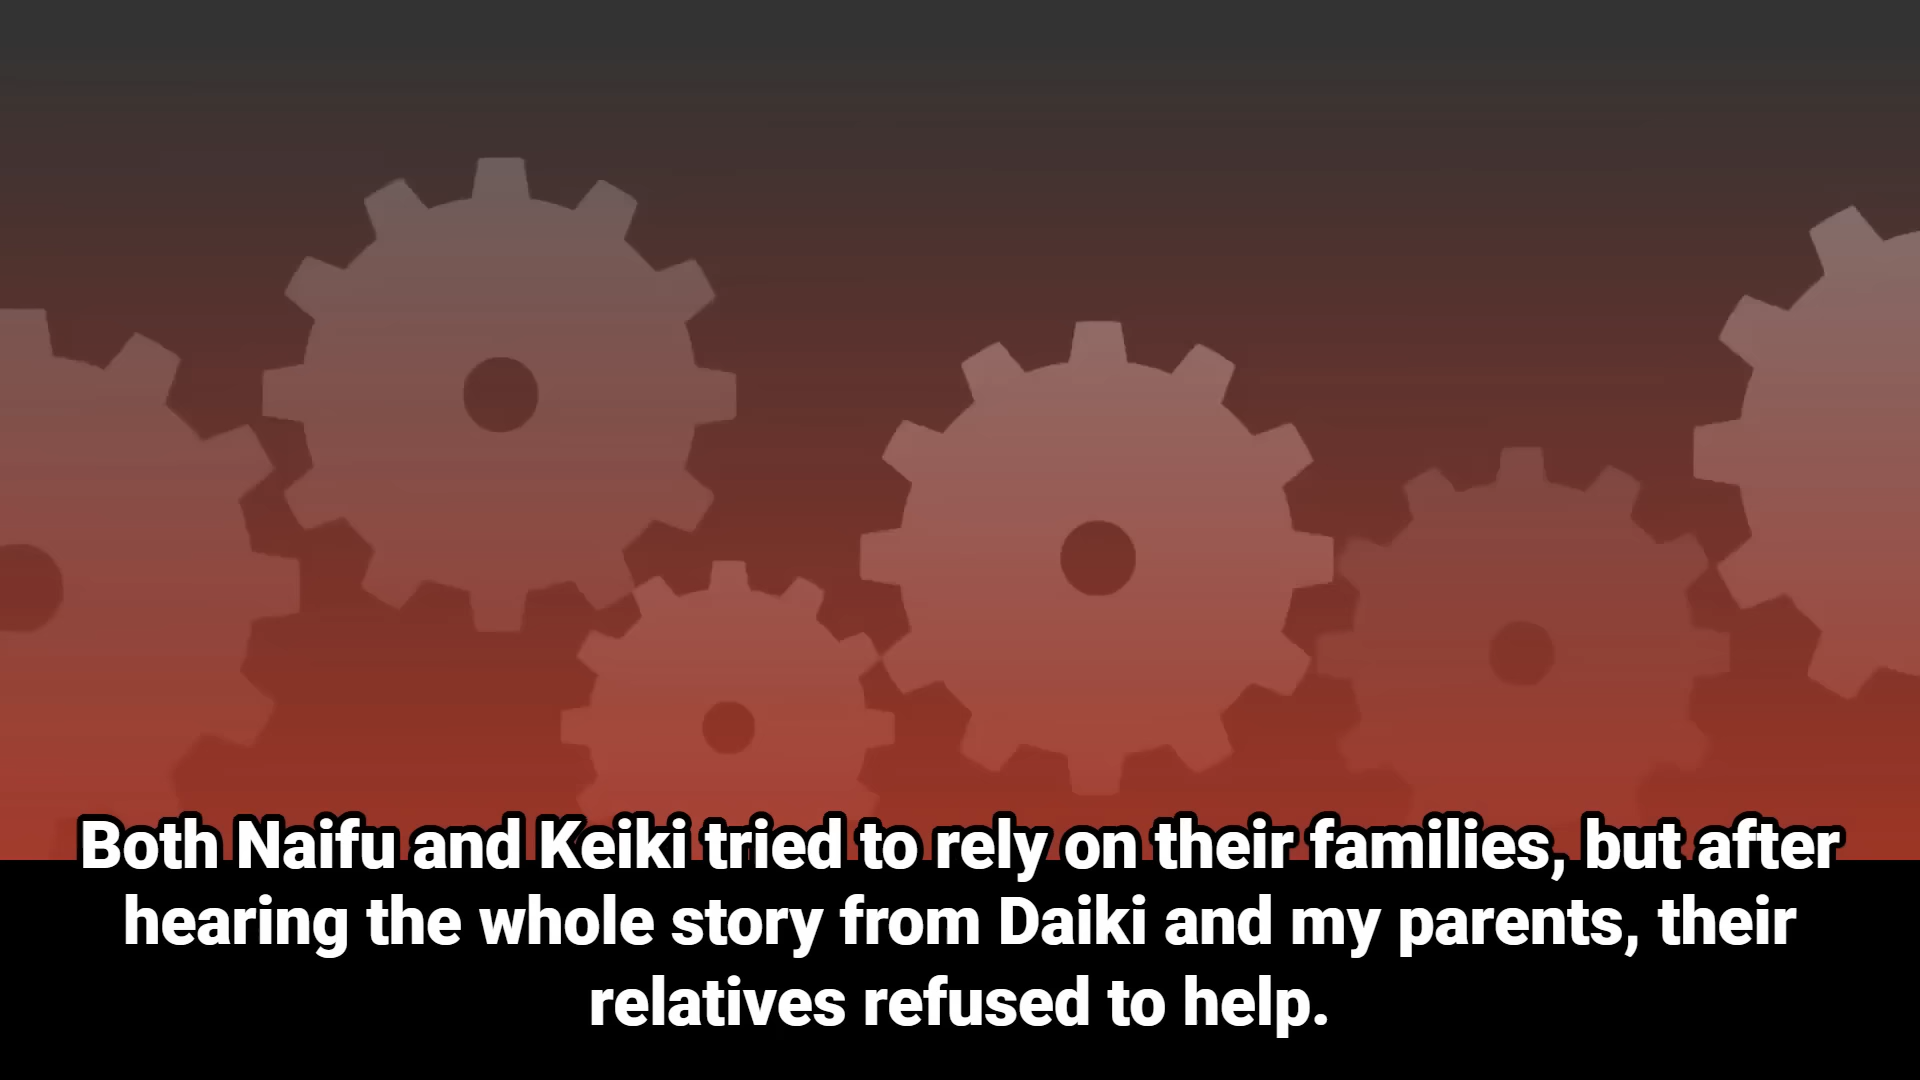 Both Naifu and Keiki tried to rely on their families, but after
hearing the whole story from Daiki and my parents, their
relatives refused to help.